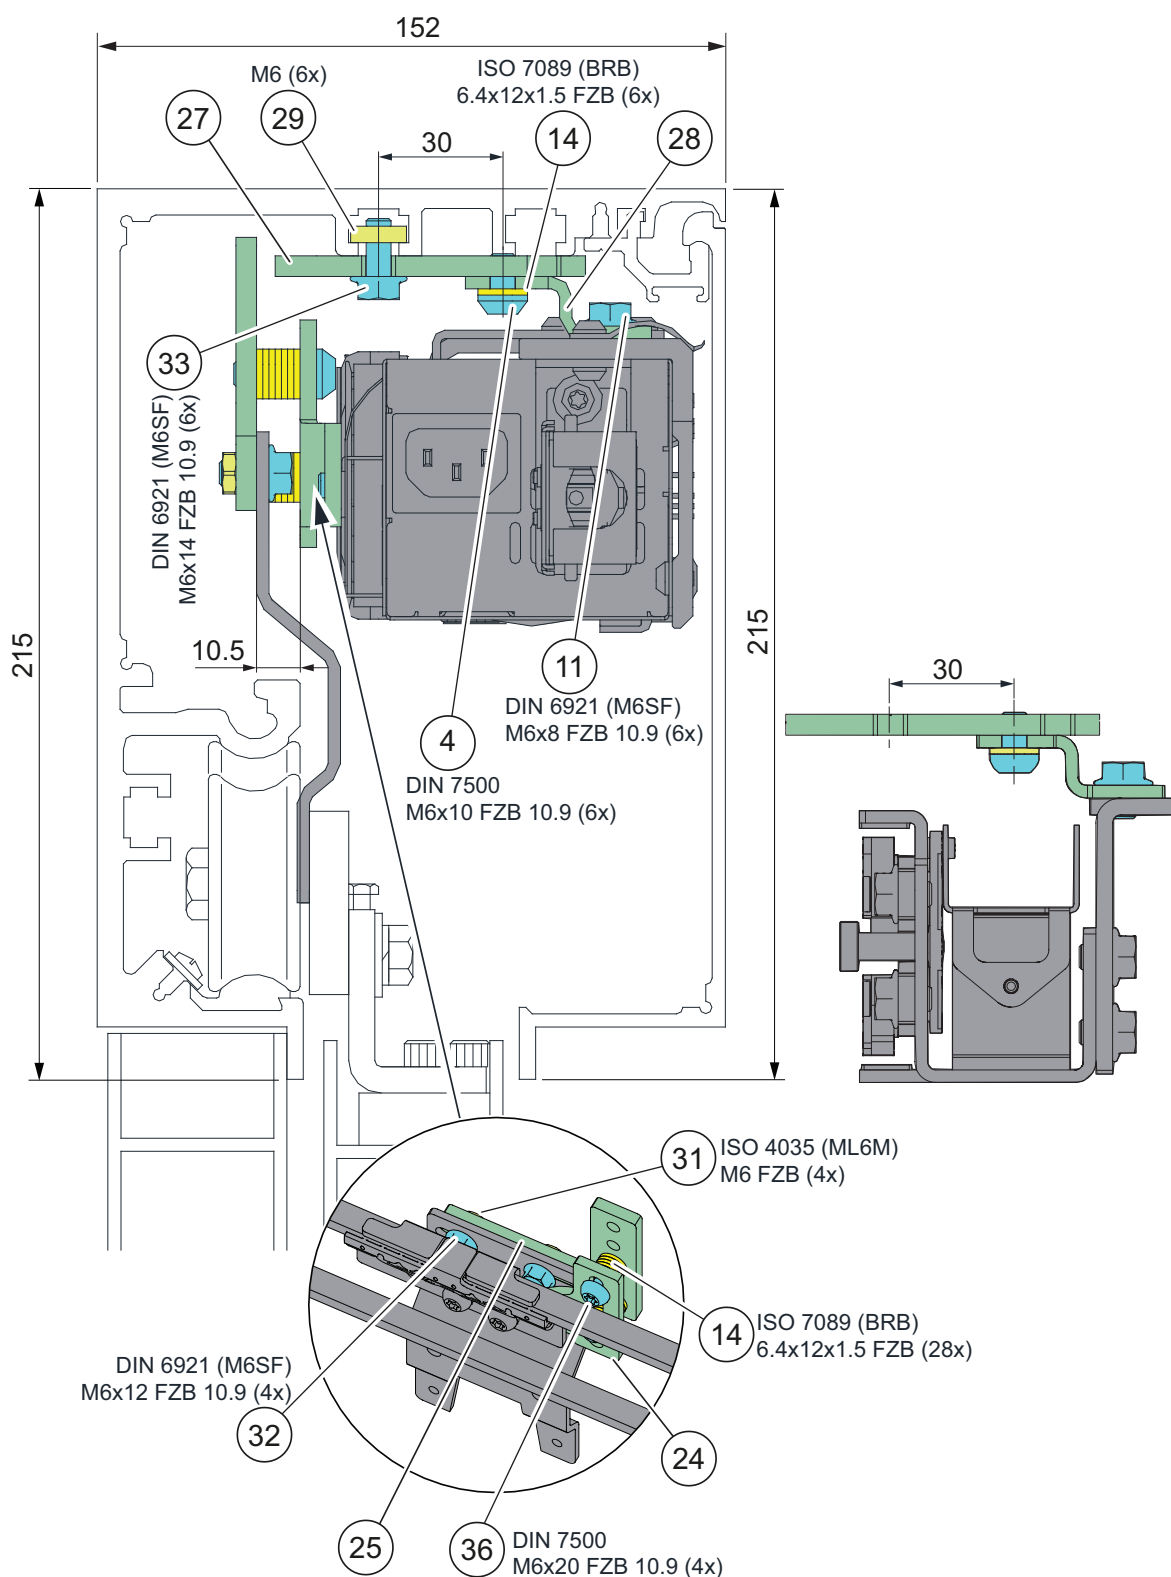 152
M6 (6x)
ISO 7089 (BRB)
6.4x12x1.5 FZB (6x)
27
29
14
28
30
215
215
33
DIN 6921 (M6SF)
M6x14 FZB 10.9 (6x)
10.5
11
DIN 6921 (M6SF)
M6x8 FZB 10.9 (6x)
4
DIN 7500
M6x10 FZB 10.9 (6x)
30
31
ISO 4035 (ML6M)
M6 FZB (4x)
14
ISO 7089 (BRB)
6.4x12x1.5 FZB (28x)
DIN 6921 (M6SF)
M6x12 FZB 10.9 (4x)
32
24
25
36
DIN 7500
M6x20 FZB 10.9 (4x)